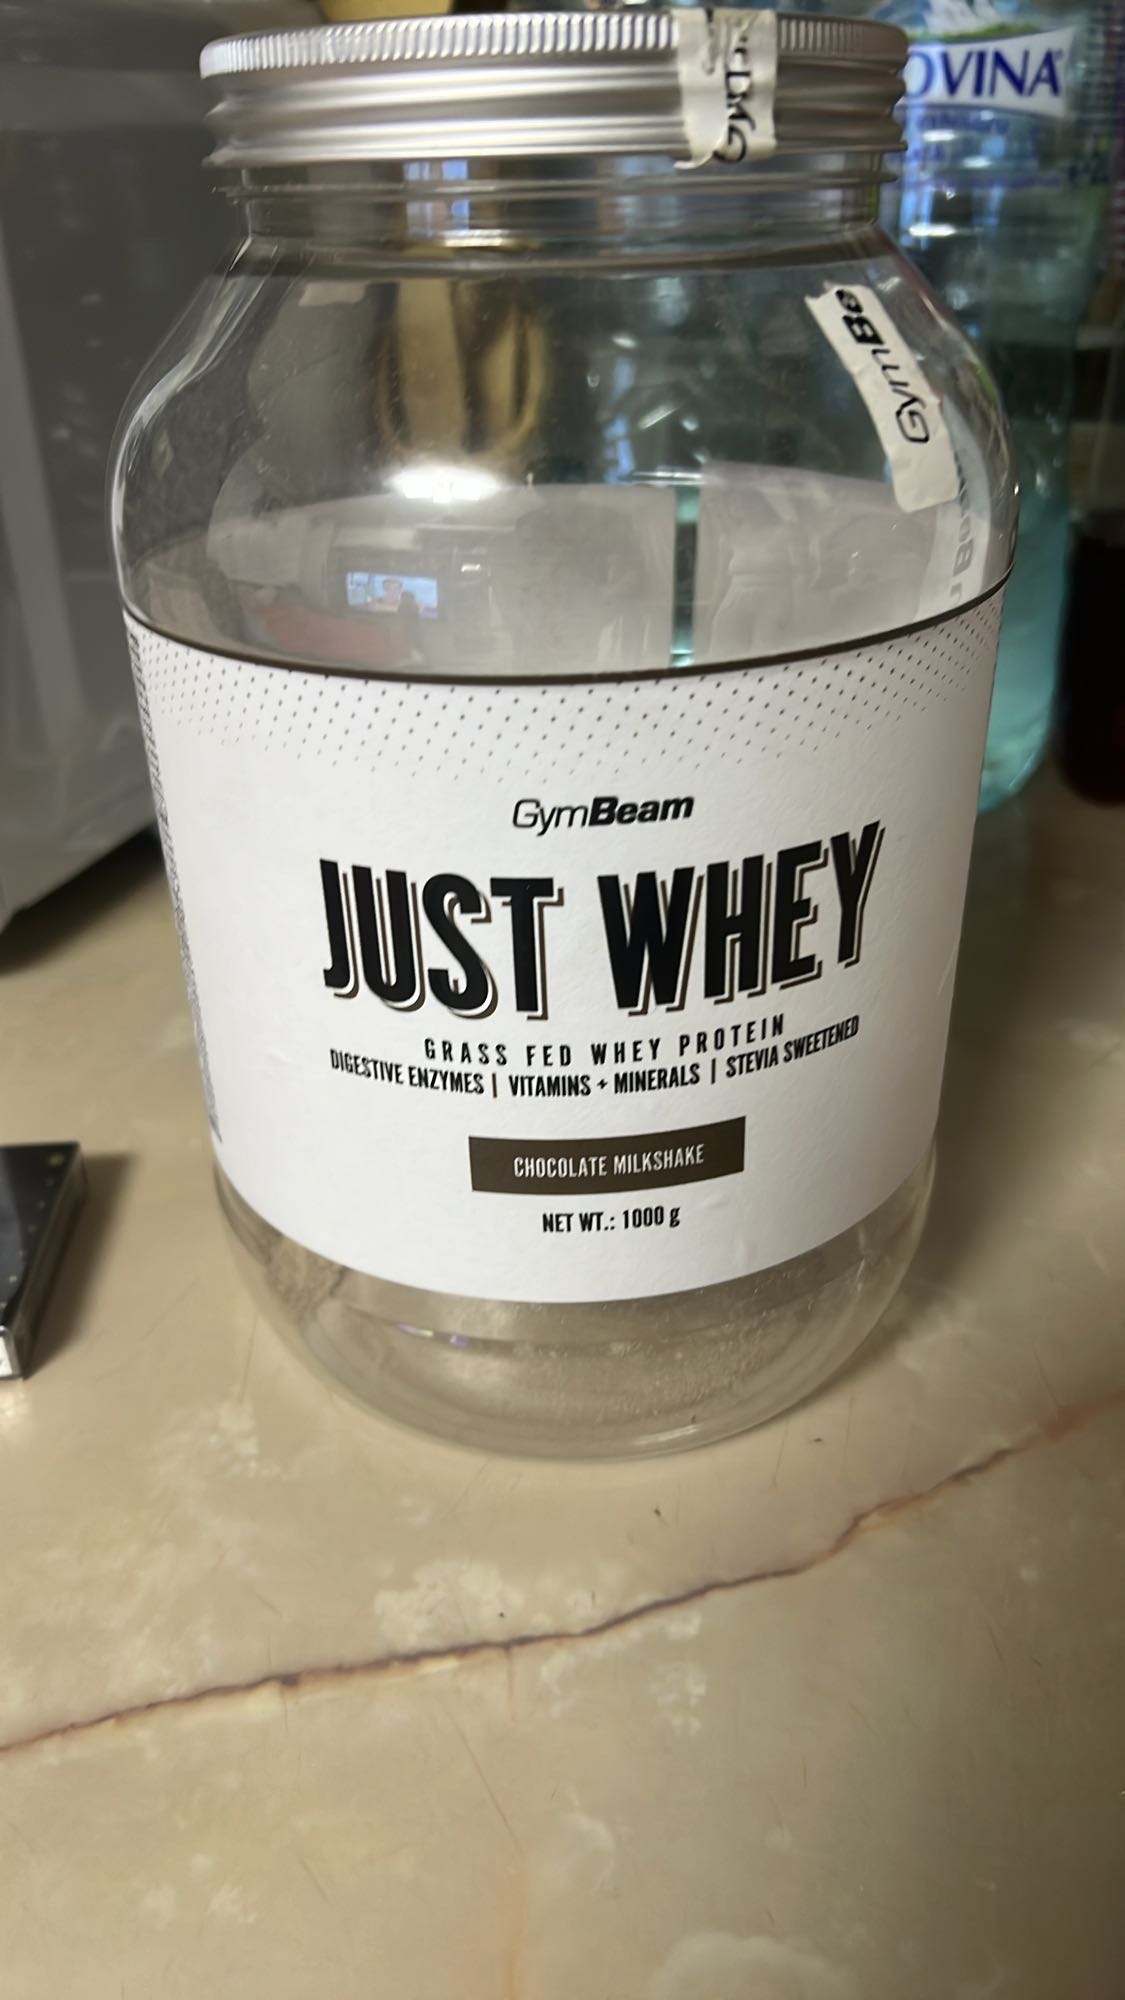 OVINA
GymBe
GymBeam
JUST WHEY
GRASS FED WHEY PROTEIN
DIGESTIVE ENZYMES | VITAMINS + MINERALS | STEVIA SWEETENED
CHOCOLATE MILKSHAKE
NET WT.: 1000 g